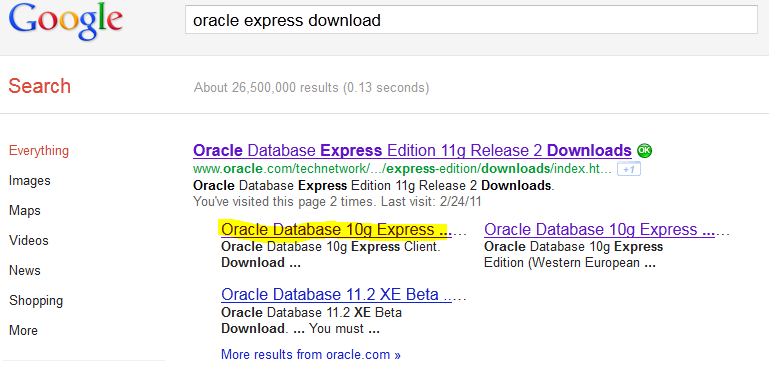 Google
oracle express download
Search
About 26,500,000 results (0.13 seconds)
Everything
Images
Maps
Videos
News
Shopping
More
Oracle Database Express Edition 11g Release 2 Downloads OK
www.oracle.com/technetwork/.../express-edition/downloads/index.ht... +1
Oracle Database Express Edition 11g Release 2 Downloads.
You've visited this page 2 times. Last visit: 2/24/11
Oracle Database 10g Express ... ...
Oracle Database 10g Express Client.
Download ...
Oracle Database 10g Express ... ...
Oracle Database 10g Express
Edition (Western European ...
Oracle Database 11.2 XE Beta ... ...
Oracle Database 11.2 XE Beta
Download. ... You must ...
More results from oracle.com »